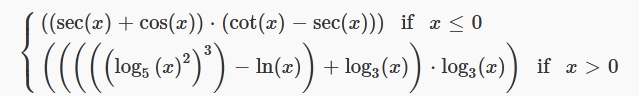 ((sec(x) + cos(x)) · (cot(x) − sec(x))) if x ≤ 0
(((((log₅ (x)²)³) − ln(x)) + log₃(x)) · log₃(x)) if x > 0